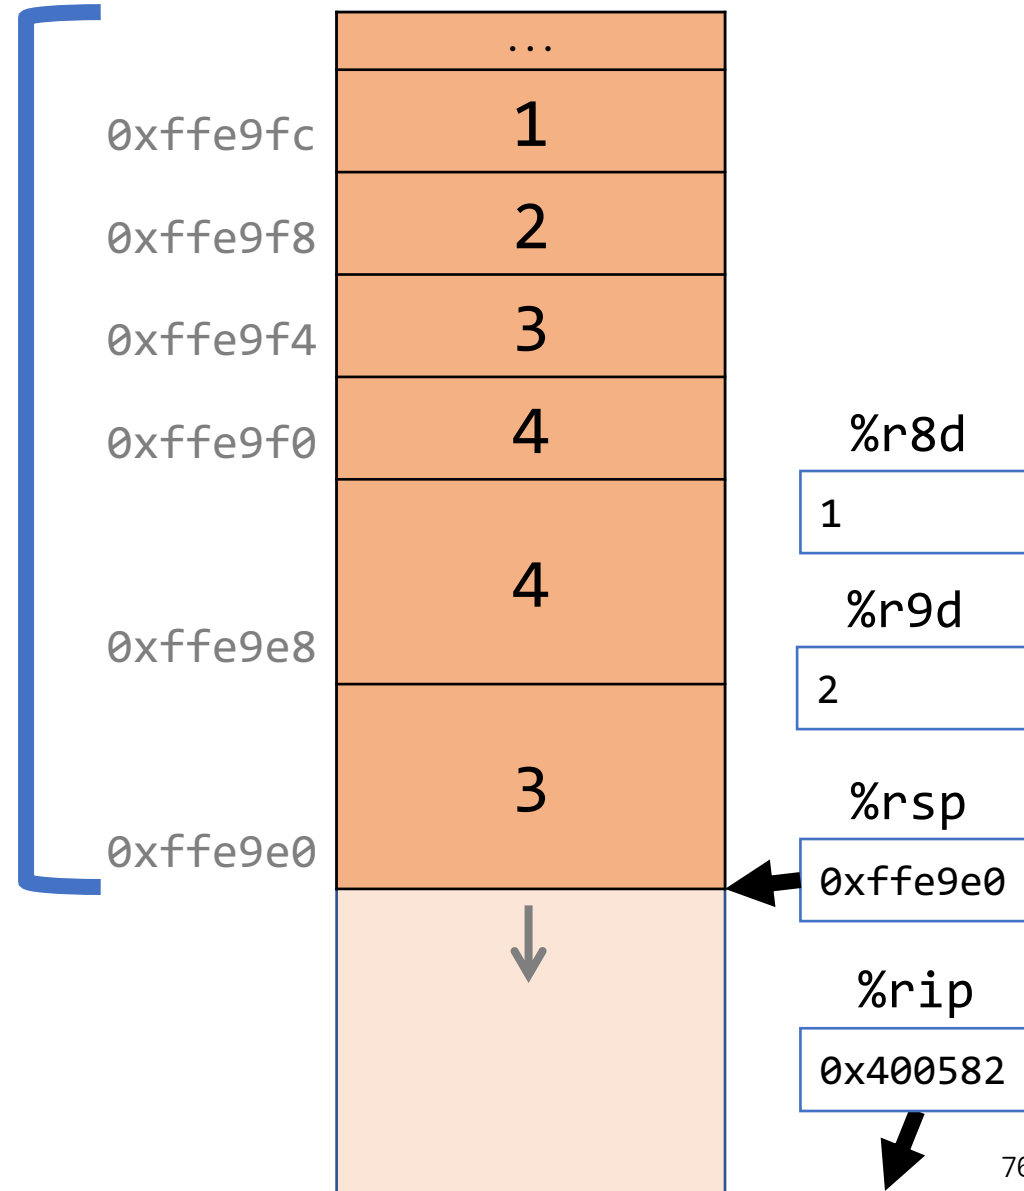 ...
0xffe9fc 1
0xffe9f8 2
0xffe9f4 3
0xffe9f0 4
0xffe9e8 4
0xffe9e0 3
%r8d
1
%r9d
2
%rsp
0xffe9e0
%rip
0x400582